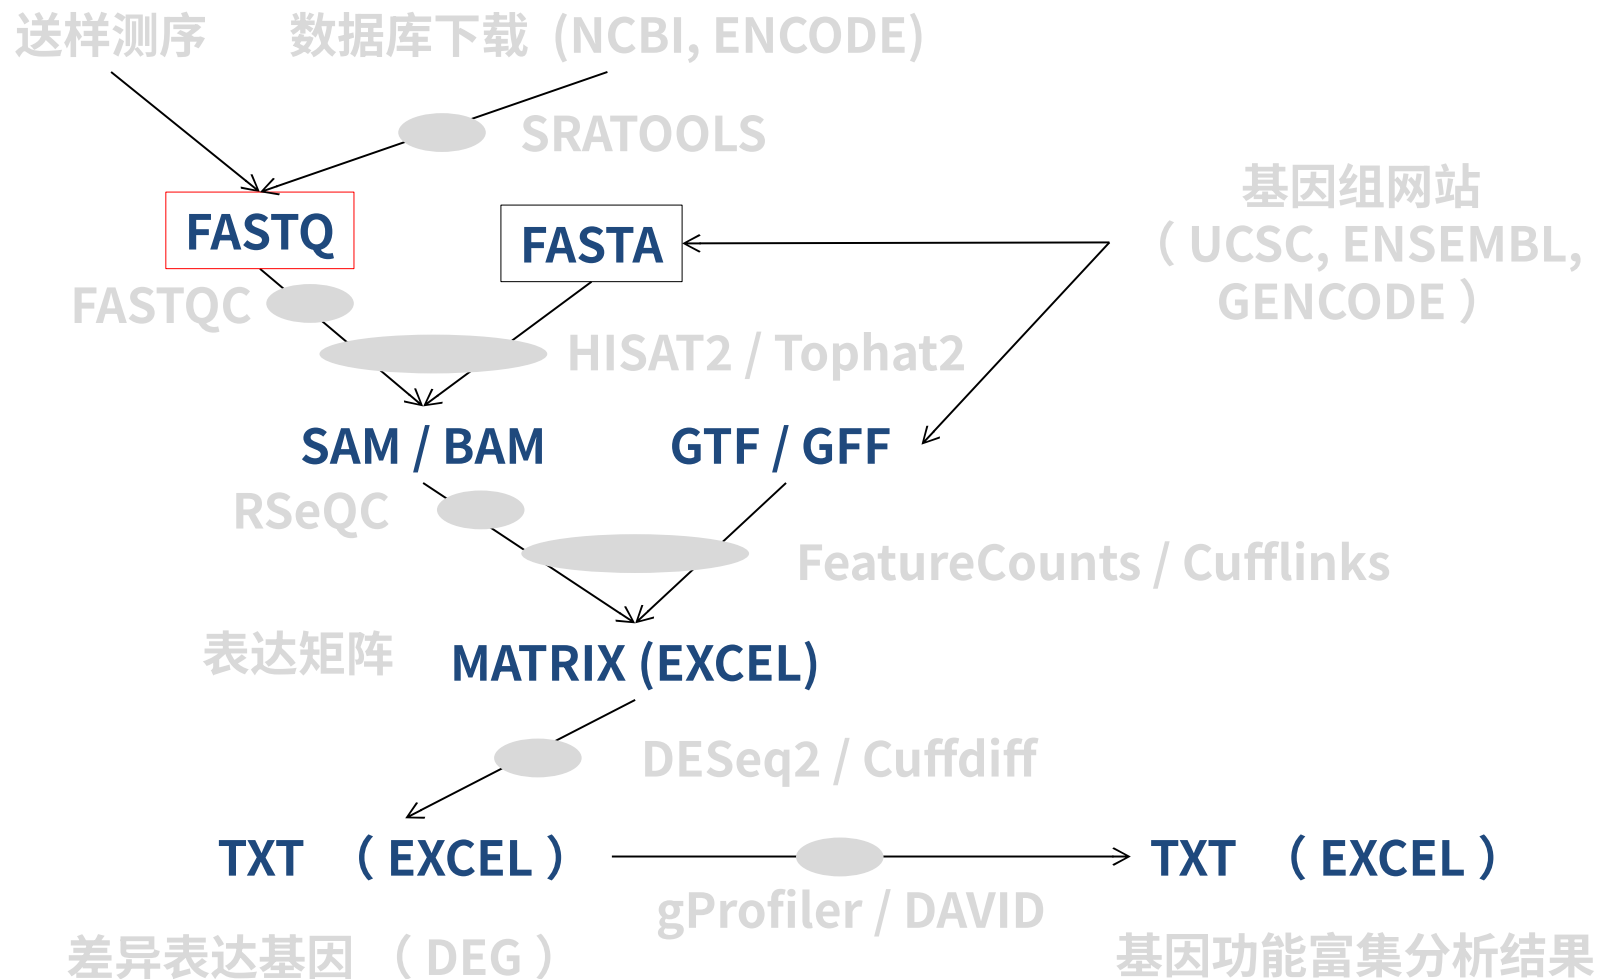 送样测序
数据库下载 (NCBI, ENCODE)
SRATOOLS
基因组网站
（ UCSC, ENSEMBL,
GENCODE ）
FASTQ
FASTA
FASTQC
HISAT2 / Tophat2
SAM / BAM
GTF / GFF
RSeQC
FeatureCounts / Cufflinks
表达矩阵
MATRIX (EXCEL)
DESeq2 / Cuffdiff
TXT （ EXCEL ）
TXT （ EXCEL ）
gProfiler / DAVID
差异表达基因 （ DEG ）
基因功能富集分析结果